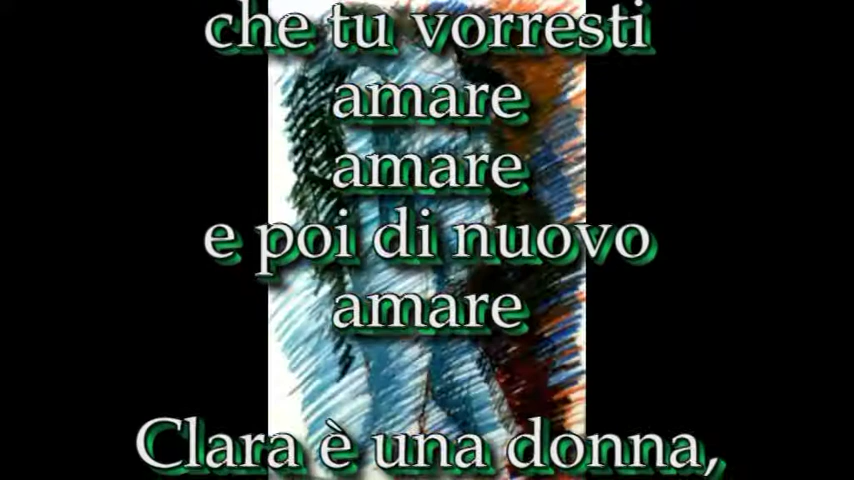 che tu vorresti
amare
amare
e poi di nuovo
amare
Clara è una donna,